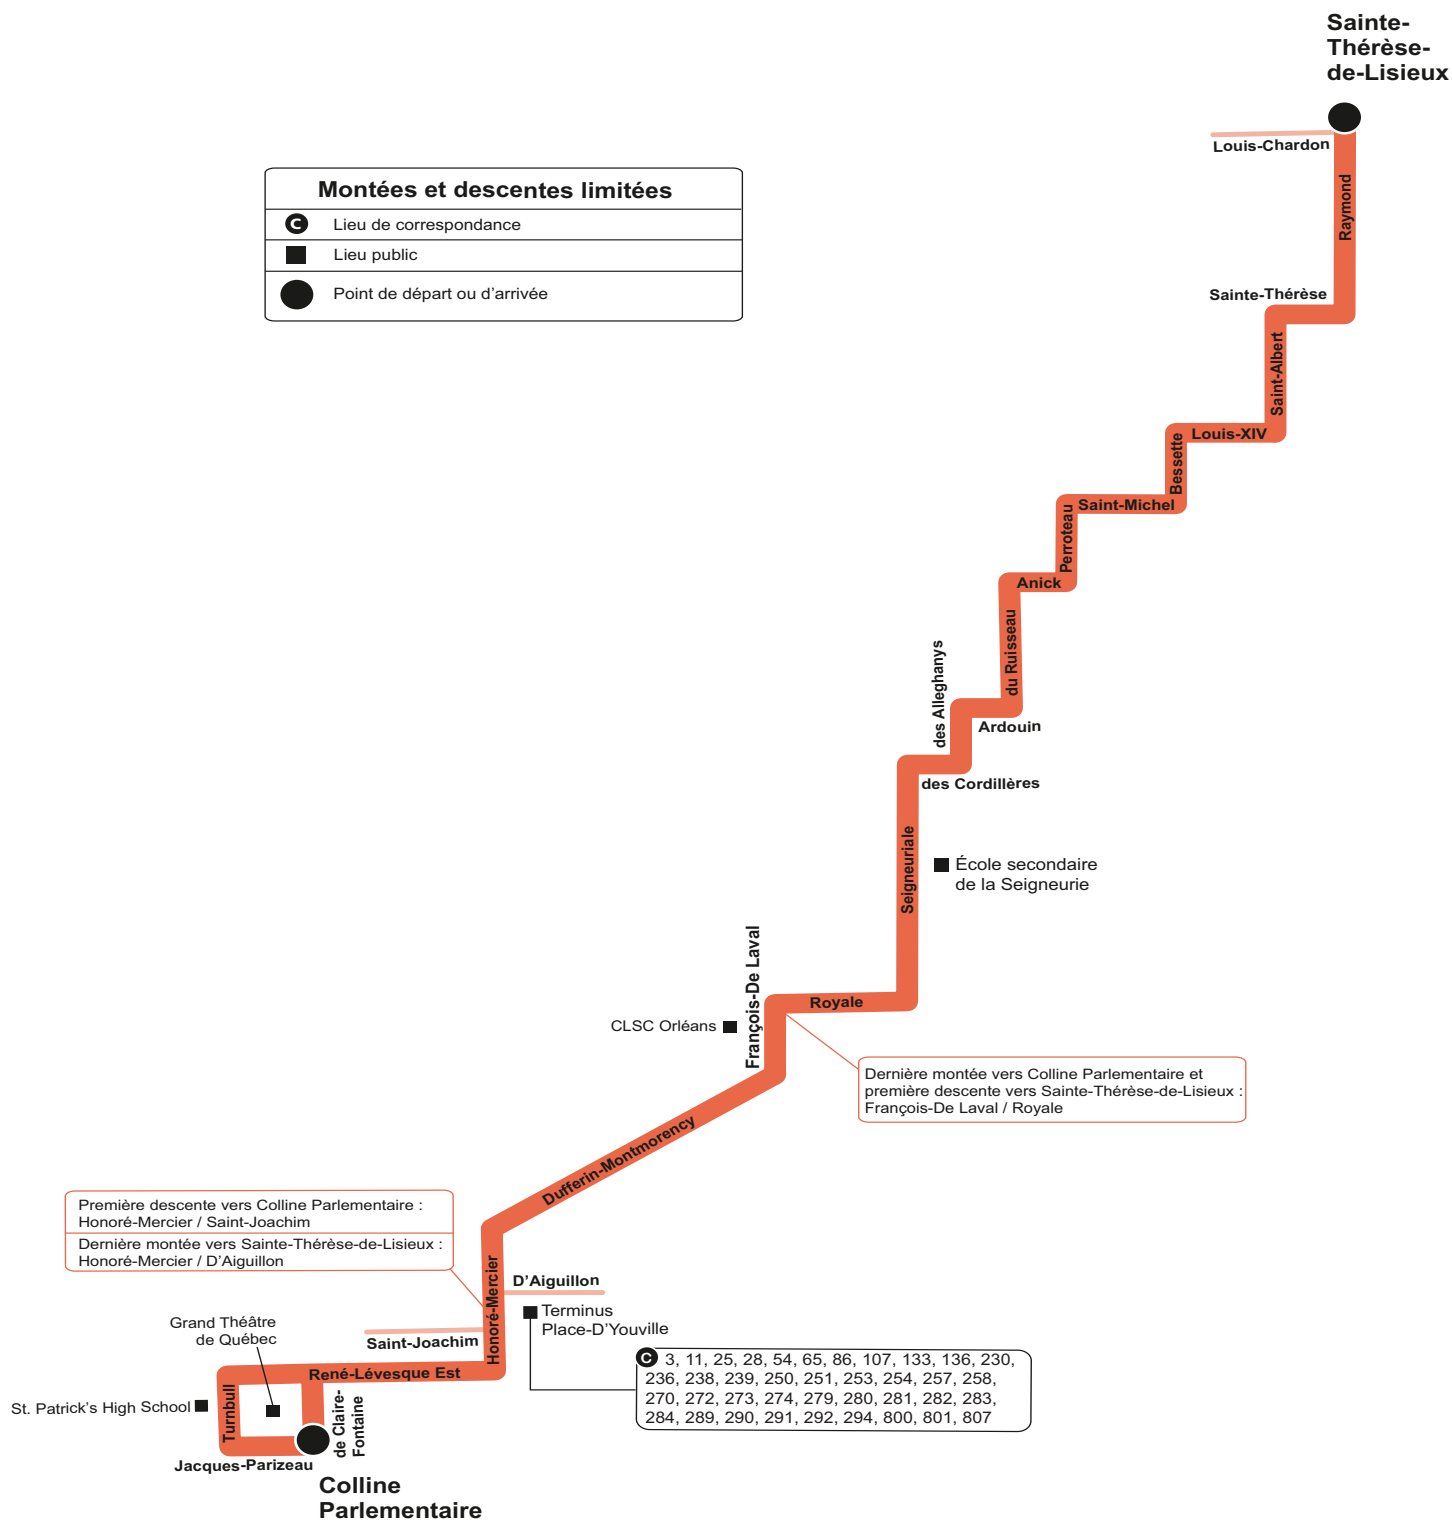 Sainte-
Thérèse-
de-Lisieux
Louis-Chardon
Raymond
Montées et descentes limitées
C Lieu de correspondance
Lieu public
Point de départ ou d'arrivée
Sainte-Thérèse
Saint-Albert
Louis-XIV
Bessette
Saint-Michel
Perroteau
Anick
du Ruisseau
des Alleghanys
Ardouin
des Cordillères
Seigneuriale
École secondaire
de la Seigneurie
François-De Laval
Royale
CLSC Orléans
Dernière montée vers Colline Parlementaire et
première descente vers Sainte-Thérèse-de-Lisieux :
François-De Laval / Royale
Dufferin-Montmorency
Première descente vers Colline Parlementaire :
Honoré-Mercier / Saint-Joachim
Dernière montée vers Sainte-Thérèse-de-Lisieux :
Honoré-Mercier / D'Aiguillon
Honoré-Mercier
D'Aiguillon
Terminus
Place-D'Youville
Grand Théâtre
de Québec
Saint-Joachim
René-Lévesque Est
C 3, 11, 25, 28, 54, 65, 86, 107, 133, 136, 230,
236, 238, 239, 250, 251, 253, 254, 257, 258,
270, 272, 273, 274, 279, 280, 281, 282, 283,
284, 289, 290, 291, 292, 294, 800, 801, 807
St. Patrick's High School
Turnbull
de Claire-
Fontaine
Jacques-Parizeau
Colline
Parlementaire